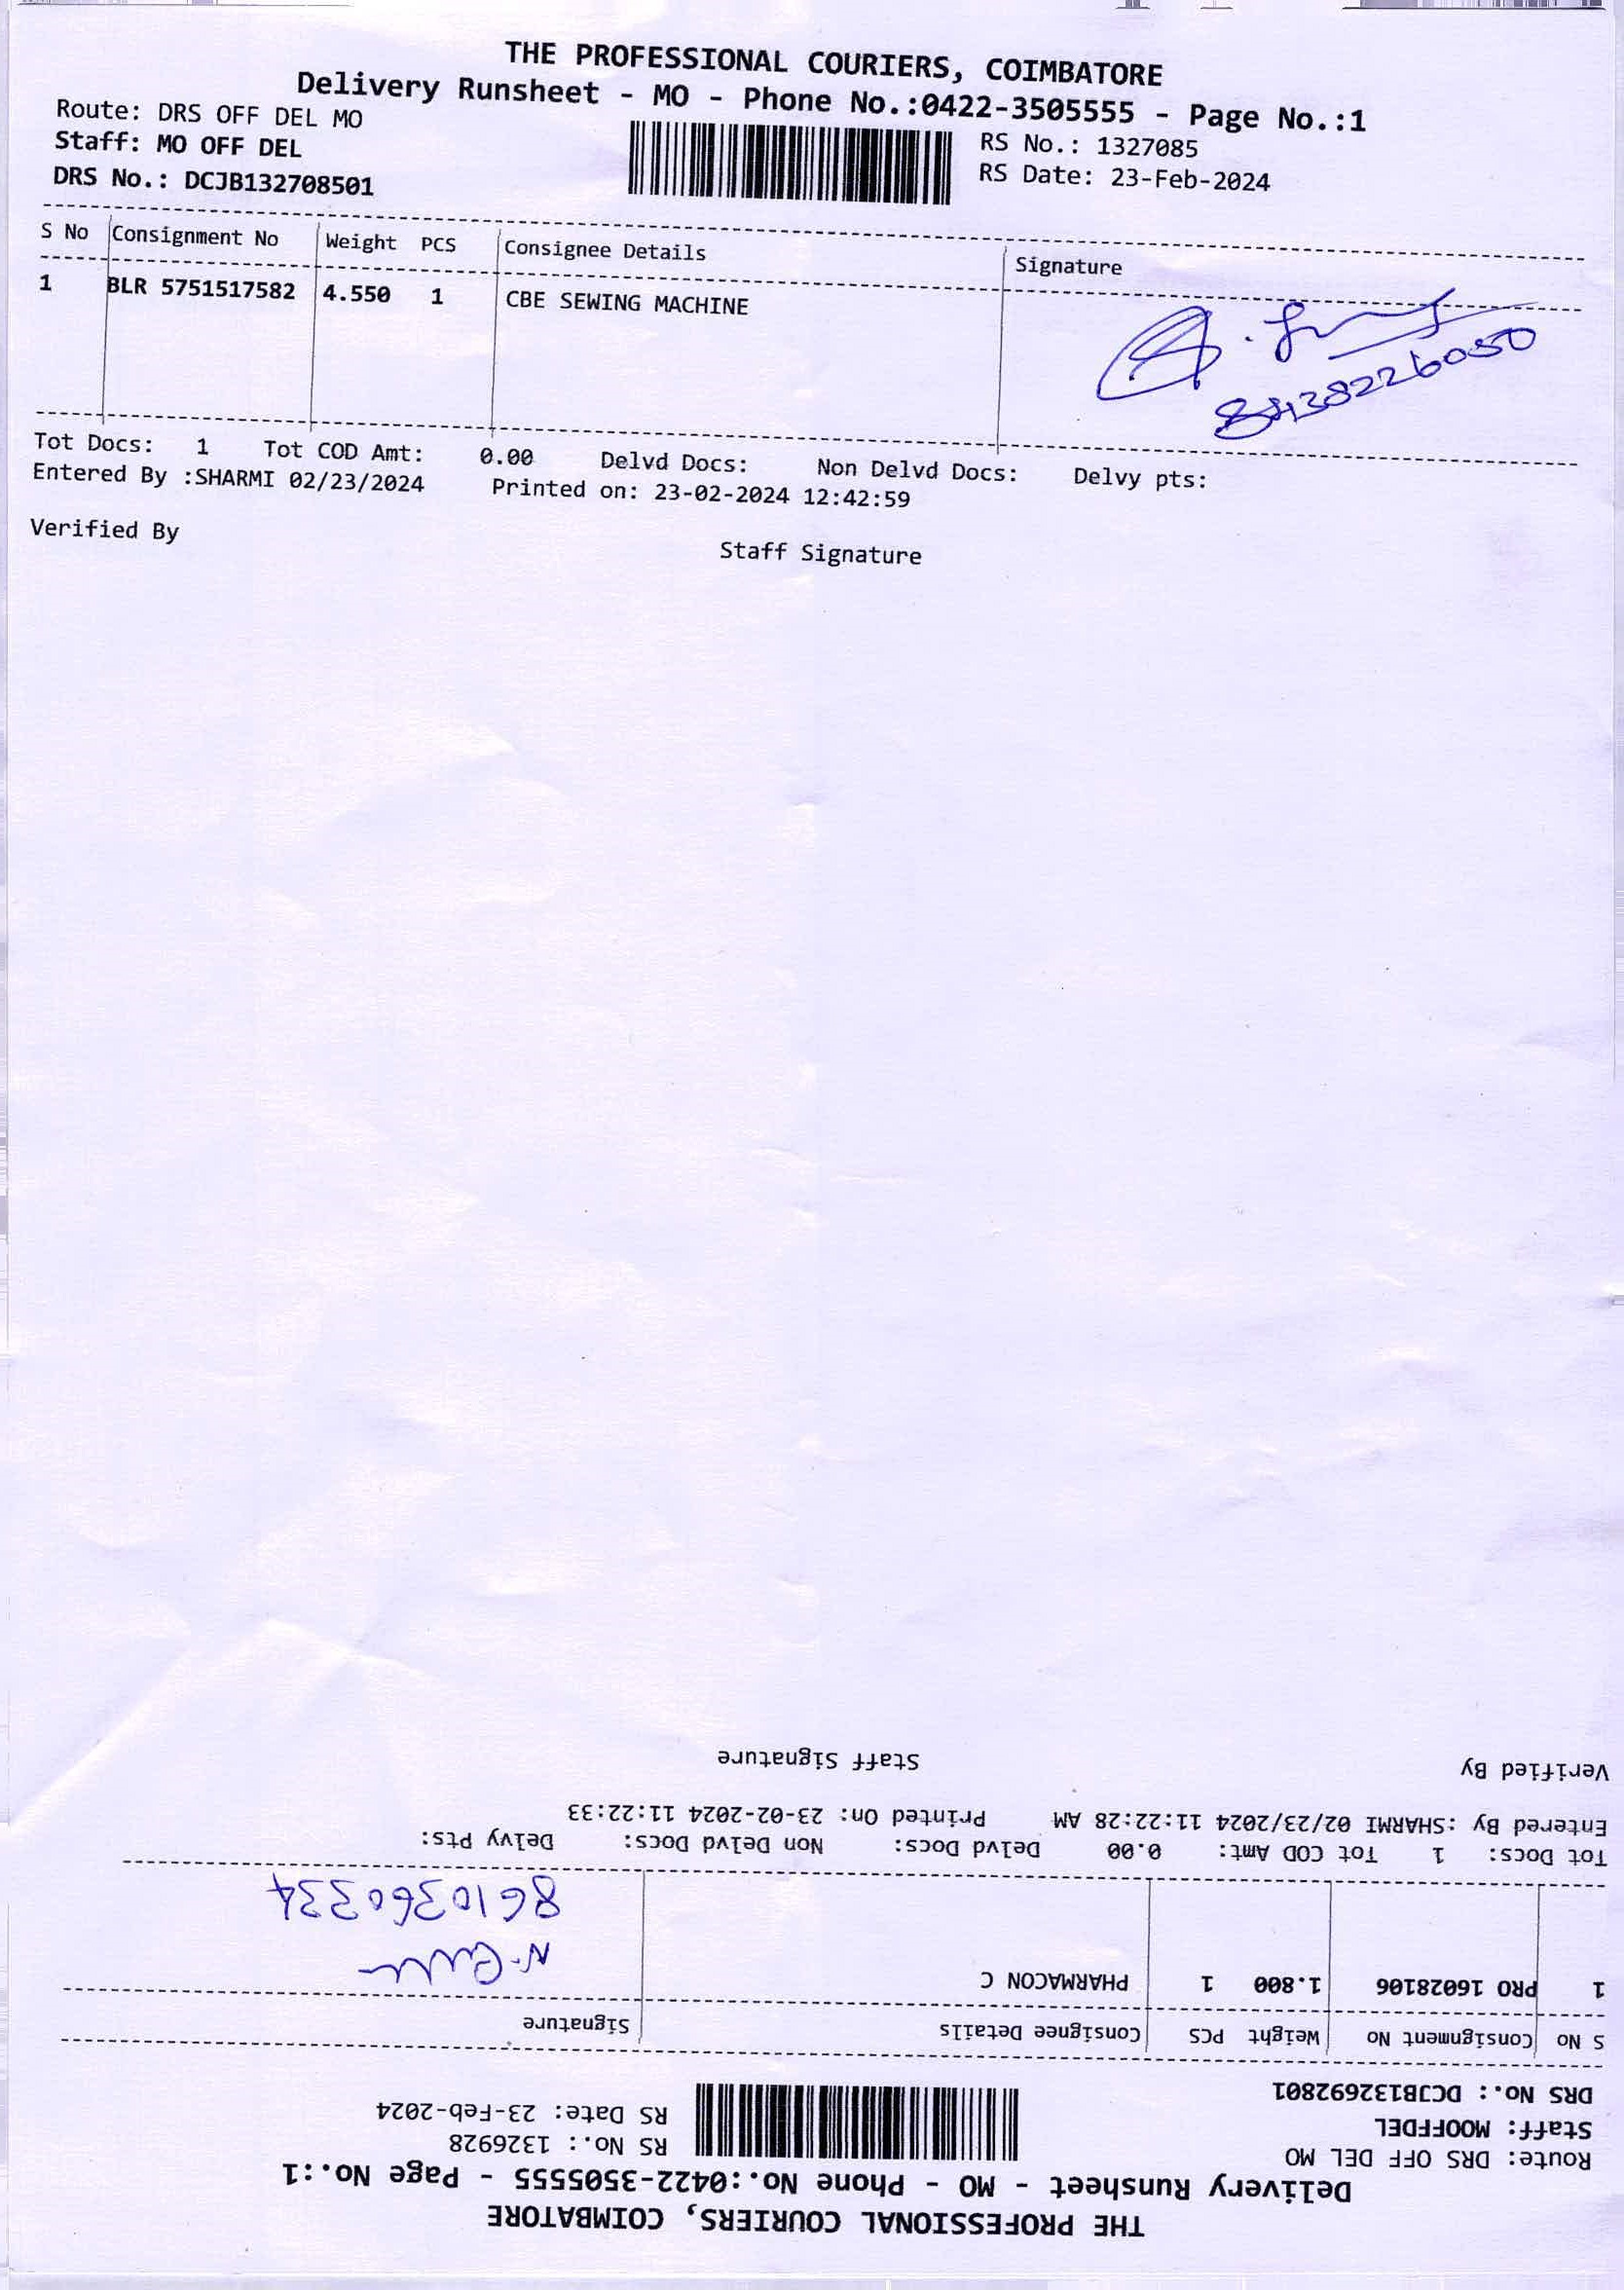 THE PROFESSIONAL COURIERS, COIMBATORE
Delivery Runsheet - MO - Phone No.:0422-3505555 - Page No.:1
Route: DRS OFF DEL MO
Staff: MO OFF DEL
DRS No.: DCJB132708501
RS No.: 1327085
RS Date: 23-Feb-2024
S No Consignment No Weight PCS Consignee Details Signature
1 BLR 5751517582 4.550 1 CBE SEWING MACHINE
8438226050
Tot Docs: 1 Tot COD Amt: 0.00 Delvd Docs: Non Delvd Docs: Delvy pts:
Entered By :SHARMI 02/23/2024 Printed on: 23-02-2024 12:42:59
Verified By Staff Signature
THE PROFESSIONAL COURIERS, COIMBATORE
Delivery Runsheet - MO - Phone No.:0422-3505555 - Page No.:1
Route: DRS OFF DEL MO
Staff: MOOFFDEL
DRS No.: DCJB132692801
RS No.: 1326928
RS Date: 23-Feb-2024
S No Consignment No Weight PCS Consignee Details Signature
1 PRO 16028106 1.800 1 PHARMACON C
8610360334
Tot Docs: 1 Tot COD Amt: 0.00 Delvd Docs: Non Delvd Docs: Delvy Pts:
Entered By :SHARMI 02/23/2024 11:22:28 AM Printed On: 23-02-2024 11:22:33
Verified By Staff Signature